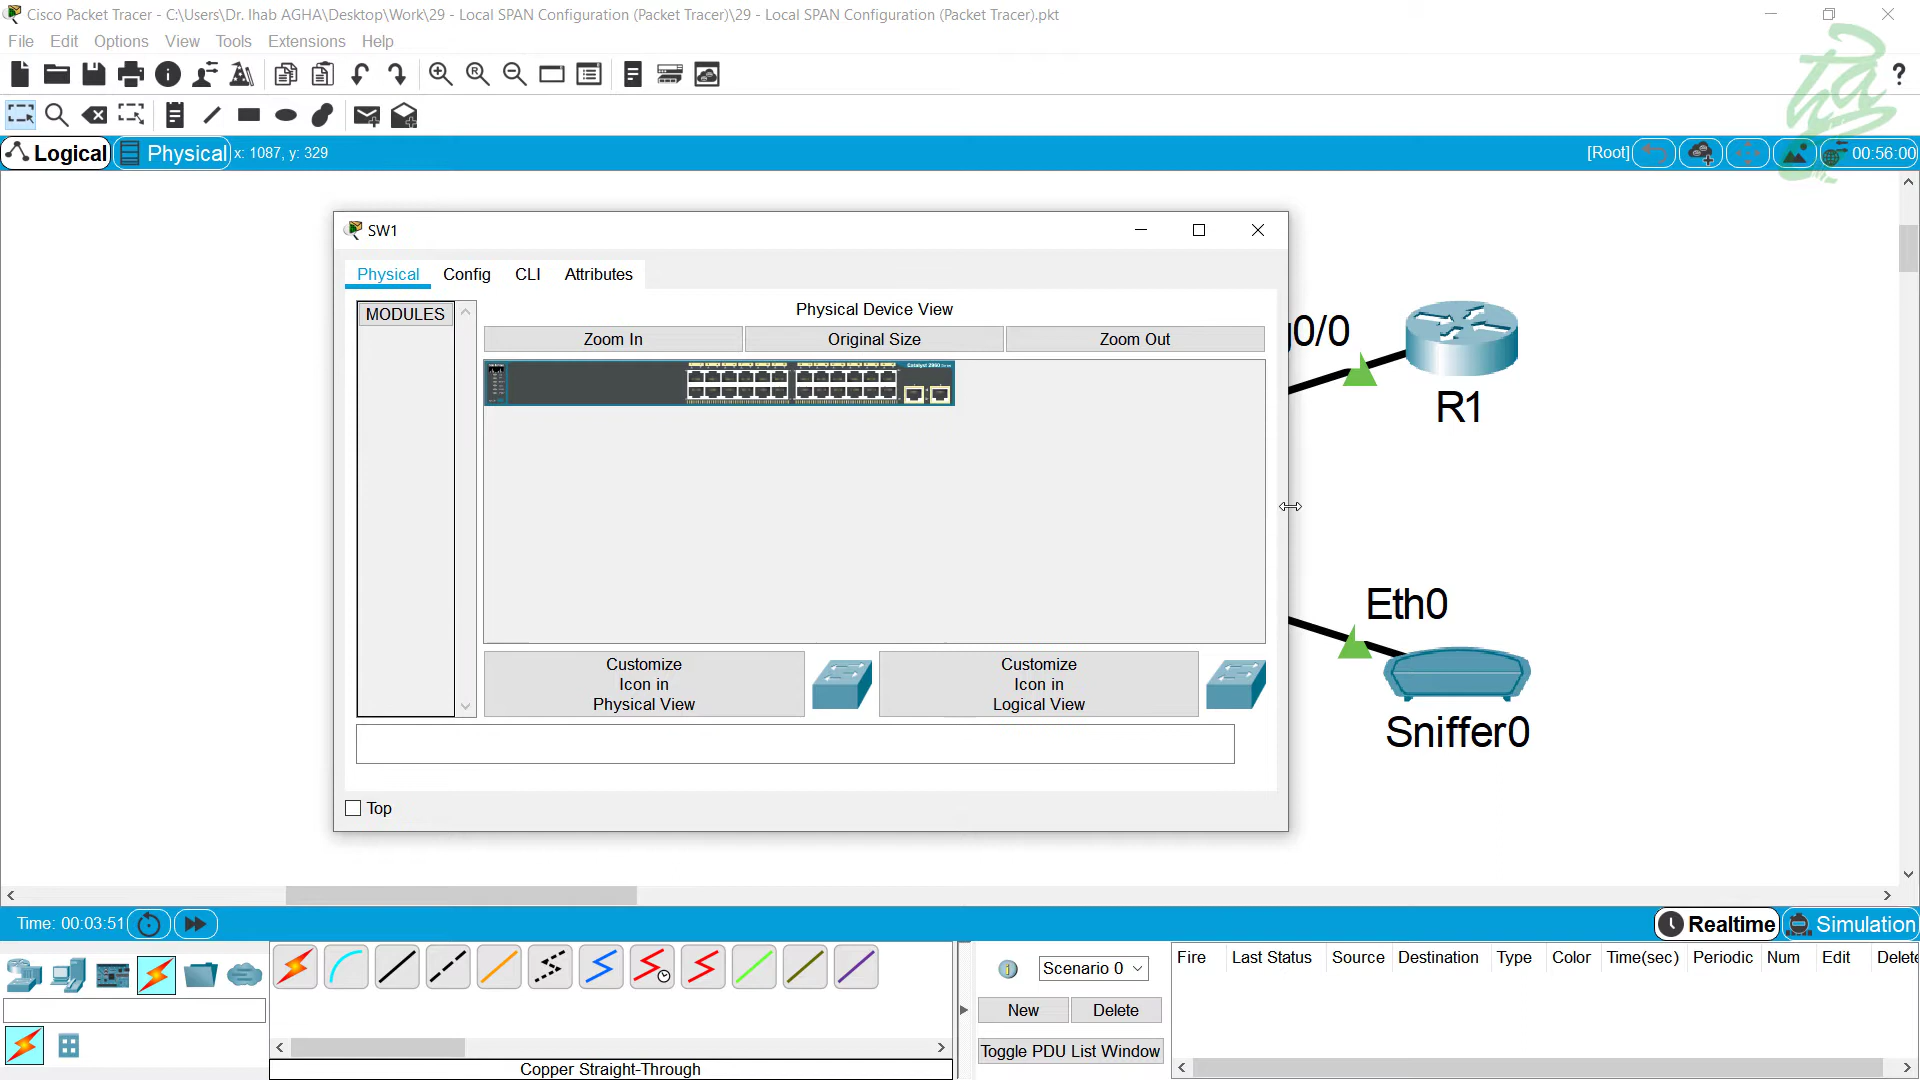 Cisco Packet Tracer - C:\Users\Dr. Ihab AGHA\Desktop\Work\29 - Local SPAN Configuration (Packet Tracer)\29 - Local SPAN Configuration (Packet Tracer).pkt
File Edit Options View Tools Extensions Help
Logical Physical x: 1087, y: 329 [Root] 00:56:00
SW1
Physical Config CLI Attributes
MODULES
Physical Device View
Zoom In Original Size Zoom Out
Customize
Icon in
Physical View
Customize
Icon in
Logical View
Top
0/0
R1
Eth0
Sniffer0
Time: 00:03:51 Realtime Simulation
Scenario 0
New Delete
Toggle PDU List Window
Fire Last Status Source Destination Type Color Time(sec) Periodic Num Edit Delete
Copper Straight-Through